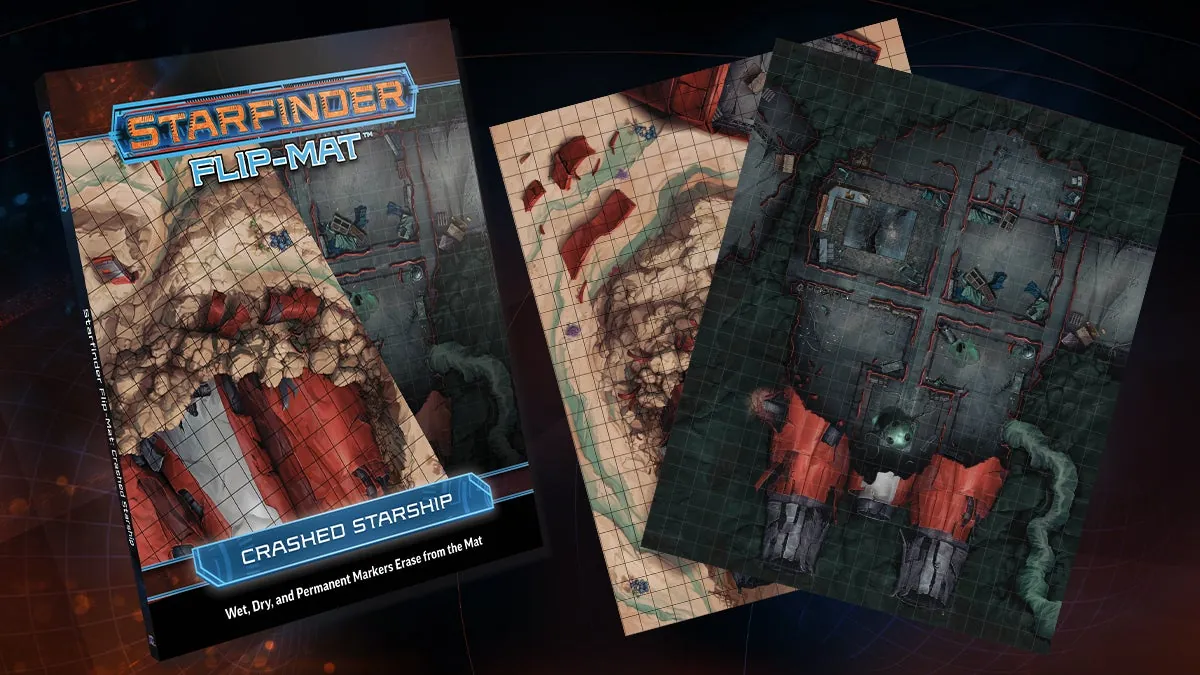 STARFINDER
FLIP-MAT™
CRASHED STARSHIP
Wet, Dry, and Permanent Markers Erase from the Mat
STARFINDER
Starfinder Flip-Mat: Crashed Starship